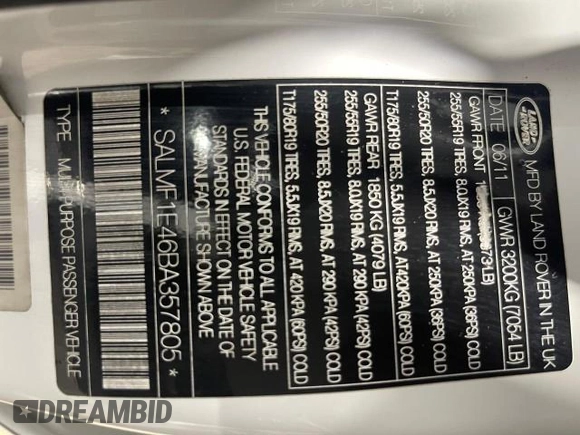 LAND ROVER
MFD BY LAND ROVER IN THE UK
DATE 06/11 GVWR 3200KG (7054 LB)
GAWR FRONT
255/55R19 TIRES, 8.0JX19 RIMS, AT 250KPA (36PSI) COLD
255/50R20 TIRES, 8.5JX20 RIMS, AT 250KPA (36PSI) COLD
T175/80R19 TIRES, 5.5JX19 RIMS, AT 420KPA (60PSI) COLD
GAWR REAR 1850 KG (4079 LB)
255/55R19 TIRES, 8.0JX19 RIMS, AT 290 KPA (42PSI) COLD
255/50R20 TIRES, 8.5JX20 RIMS, AT 290 KPA (42PSI) COLD
T175/80R19 TIRES, 5.5JX19 RIMS, AT 420 KPA (60PSI) COLD
THIS VEHICLE CONFORMS TO ALL APPLICABLE
U.S. FEDERAL MOTOR VEHICLE SAFETY
STANDARDS IN EFFECT ON THE DATE OF
MANUFACTURE SHOWN ABOVE
* SALMF1E46BA357805 *
TYPE MULTIPURPOSE PASSENGER VEHICLE
DREAMBID